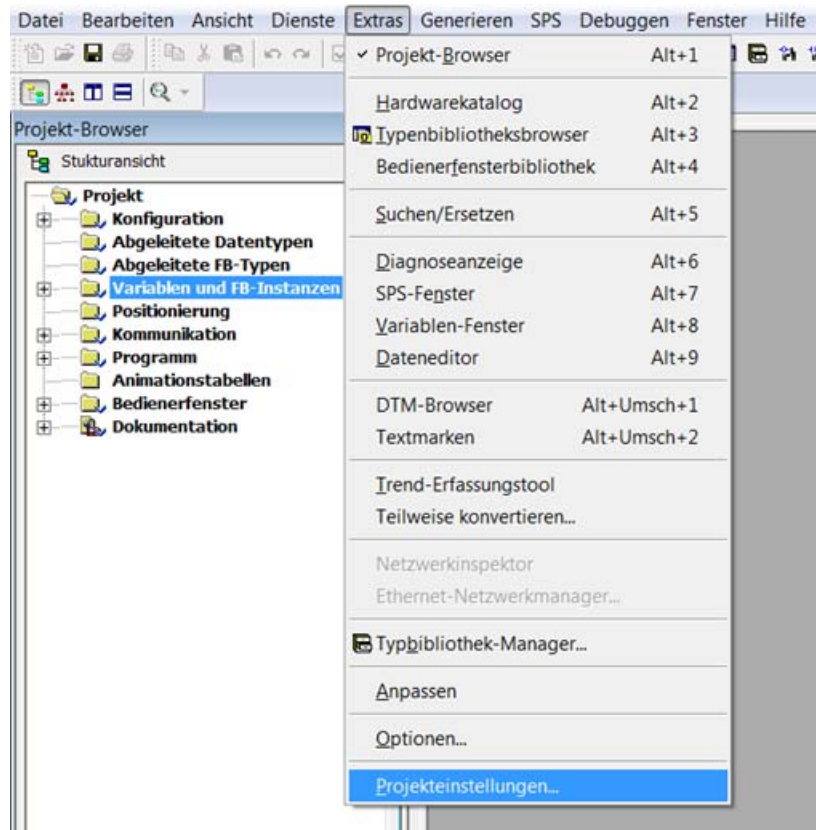 Datei Bearbeiten Ansicht Dienste Extras Generieren SPS Debuggen Fenster Hilfe
Projekt-Browser
Stukturansicht
Projekt
Konfiguration
Abgeleitete Datentypen
Abgeleitete FB-Typen
Variablen und FB-Instanzen
Positionierung
Kommunikation
Programm
Animationstabellen
Bedienerfenster
Dokumentation
Projekt-Browser Alt+1
Hardwarekatalog Alt+2
Typenbibliotheksbrowser Alt+3
Bedienerfensterbibliothek Alt+4
Suchen/Ersetzen Alt+5
Diagnoseanzeige Alt+6
SPS-Fenster Alt+7
Variablen-Fenster Alt+8
Dateneditor Alt+9
DTM-Browser Alt+Umsch+1
Textmarken Alt+Umsch+2
Trend-Erfassungstool
Teilweise konvertieren...
Netzwerkinspektor
Ethernet-Netzwerkmanager...
Typbibliothek-Manager...
Anpassen
Optionen...
Projekteinstellungen...